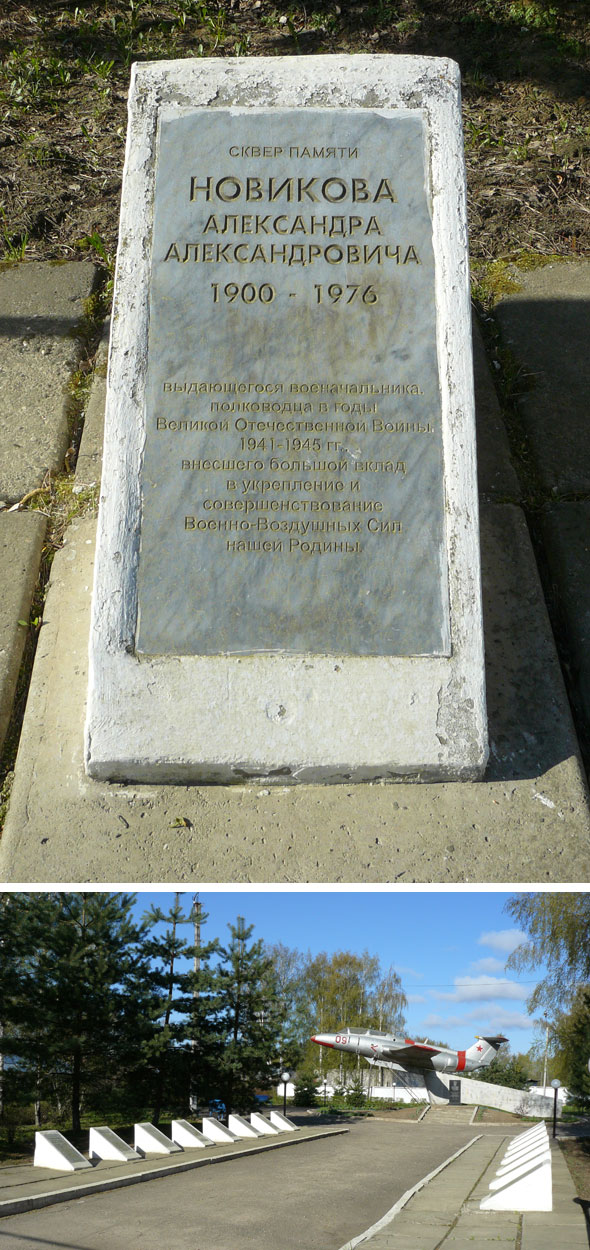 СКВЕР ПАМЯТИ
НОВИКОВА
АЛЕКСАНДРА
АЛЕКСАНДРОВИЧА
1900 - 1976
выдающегося военачальника,
полководца в годы
Великой Отечественной Войны
1941-1945 гг.
внесшего большой вклад
в укрепление и
совершенствование
Военно-Воздушных Сил
нашей Родины.